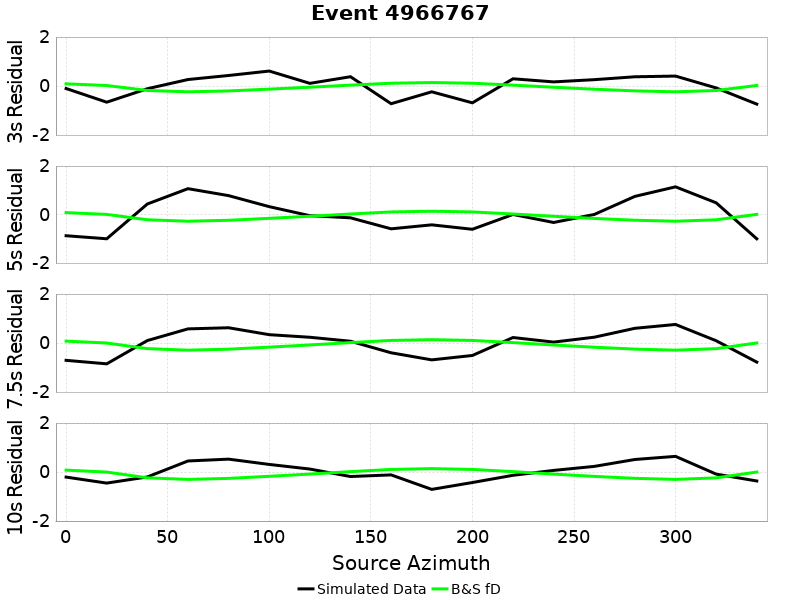 Event 4966767
3s Residual
2
0
-2
5s Residual
2
0
-2
7.5s Residual
2
0
-2
10s Residual
2
0
-2
0 50 100 150 200 250 300
Source Azimuth
Simulated Data B&S fD